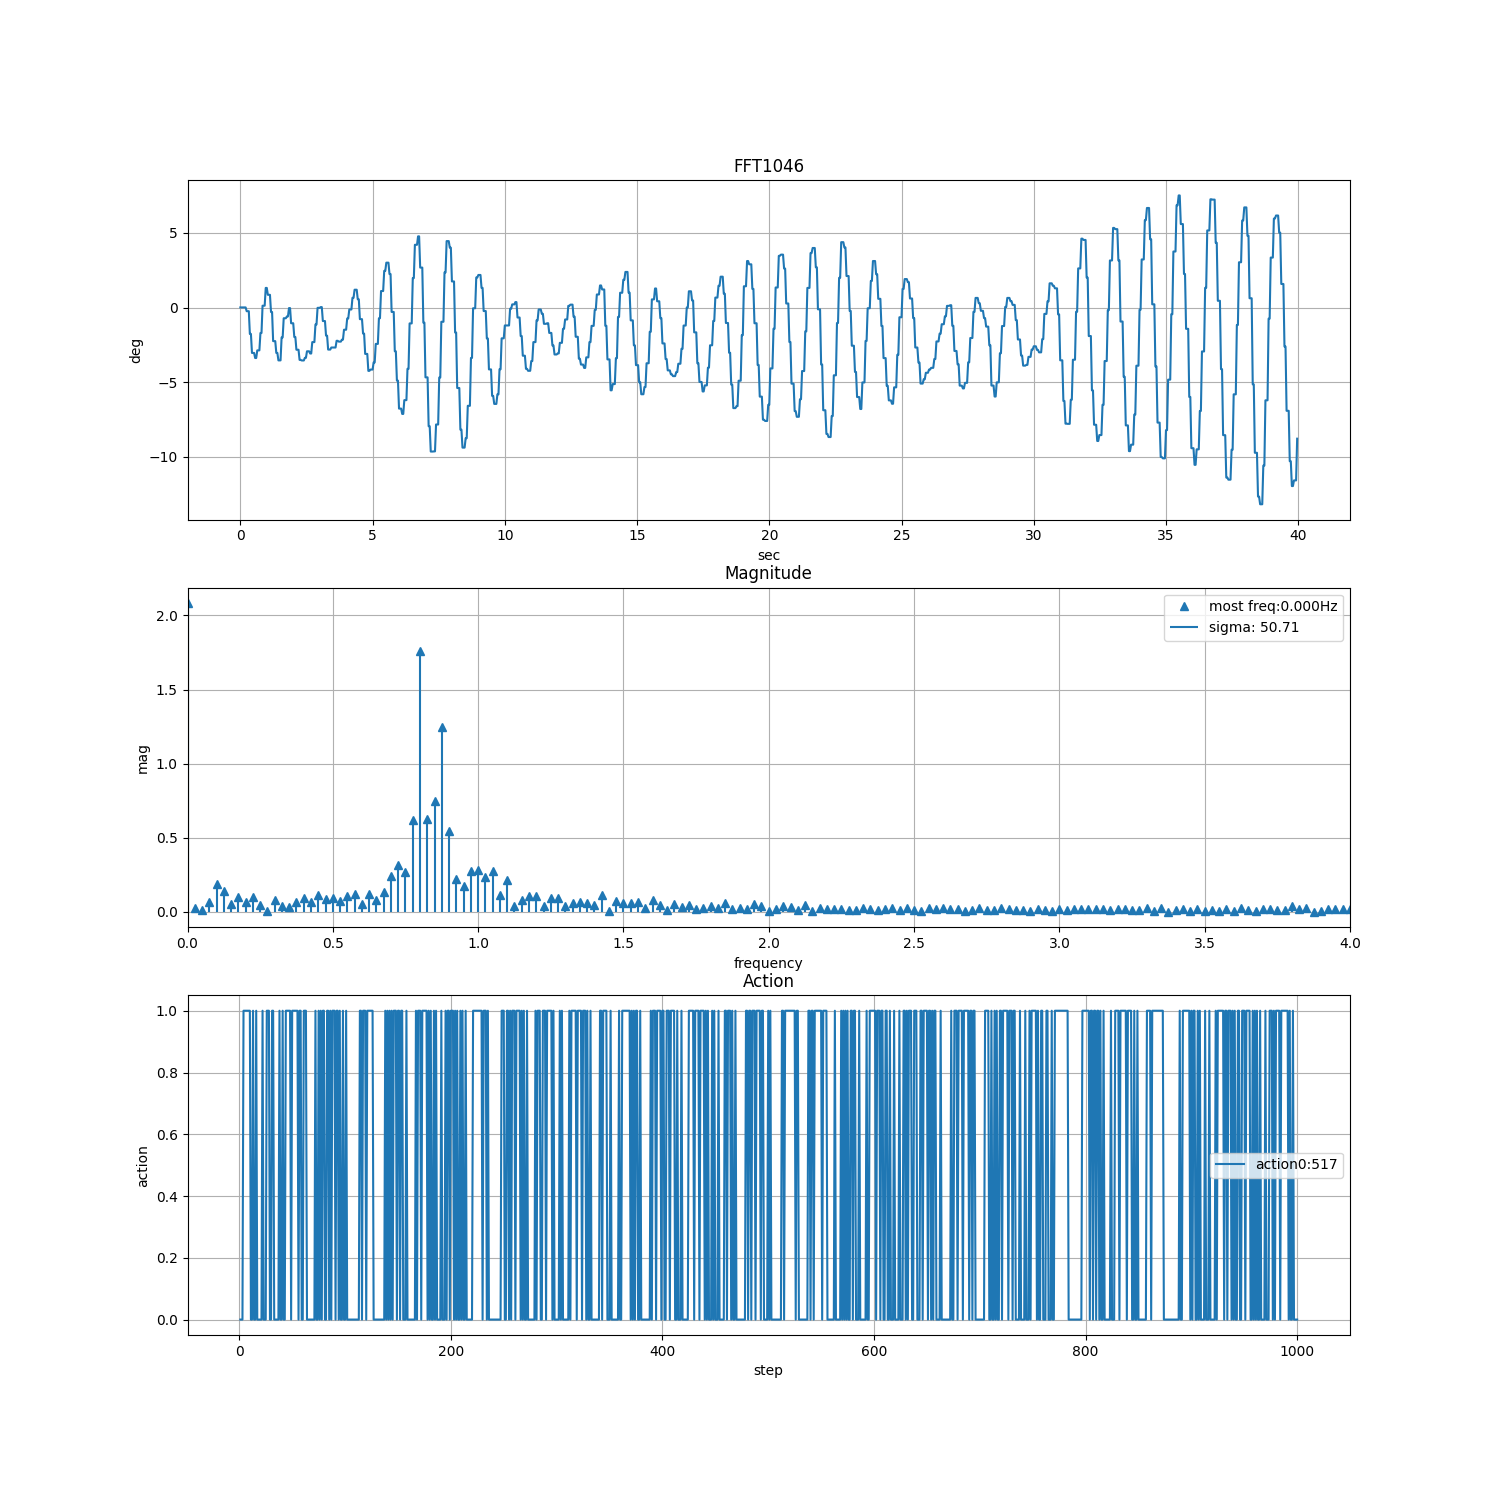 FFT1046
5
0
−5
−10
deg
0 5 10 15 20 25 30 35 40
sec
Magnitude
2.0
1.5
1.0
0.5
0.0
mag
most freq:0.000Hz
sigma: 50.71
0.0 0.5 1.0 1.5 2.0 2.5 3.0 3.5 4.0
frequency
Action
1.0
0.8
0.6
0.4
0.2
0.0
action
action0:517
0 200 400 600 800 1000
step